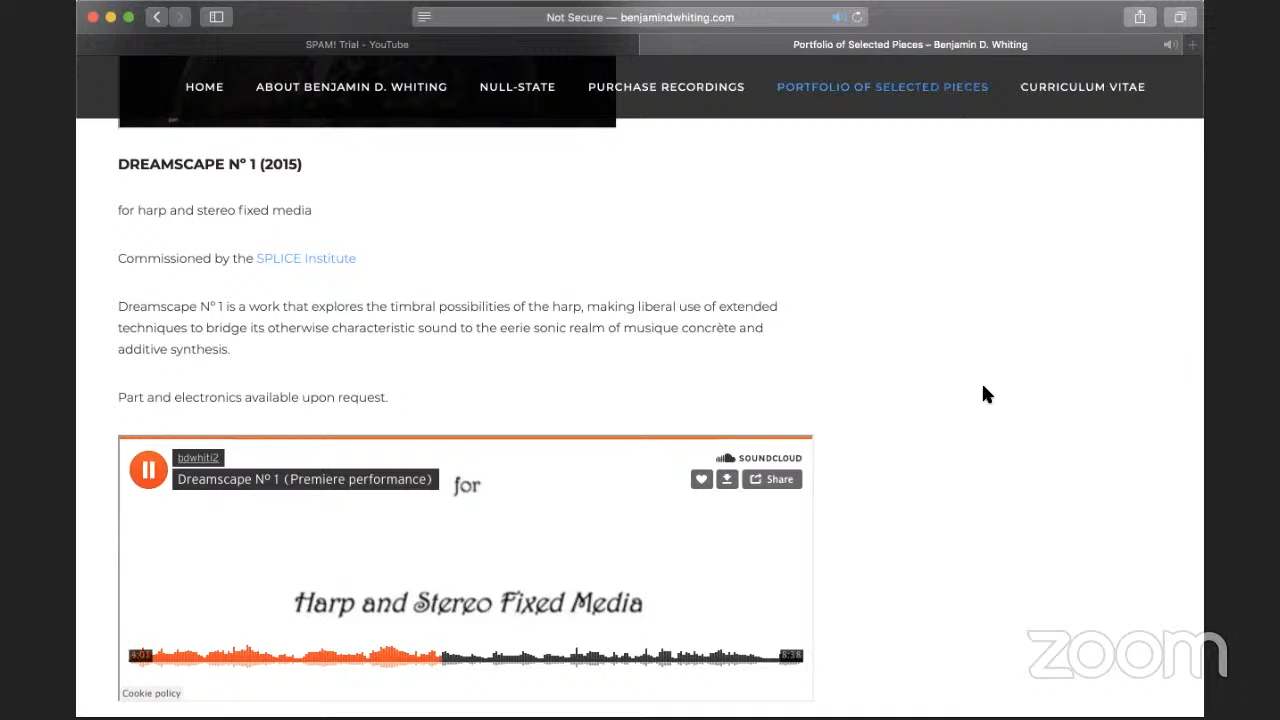 Not Secure — benjamindwhiting.com
SPAM! Trial - YouTube
Portfolio of Selected Pieces – Benjamin D. Whiting
HOME
ABOUT BENJAMIN D. WHITING
NULL-STATE
PURCHASE RECORDINGS
PORTFOLIO OF SELECTED PIECES
CURRICULUM VITAE
DREAMSCAPE Nº 1 (2015)
for harp and stereo fixed media
Commissioned by the SPLICE Institute
Dreamscape Nº 1 is a work that explores the timbral possibilities of the harp, making liberal use of extended
techniques to bridge its otherwise characteristic sound to the eerie sonic realm of musique concrète and
additive synthesis.
Part and electronics available upon request.
bdwhiti2
SOUNDCLOUD
Dreamscape Nº 1 (Premiere performance)
for
Share
Harp and Stereo Fixed Media
Cookie policy
zoom